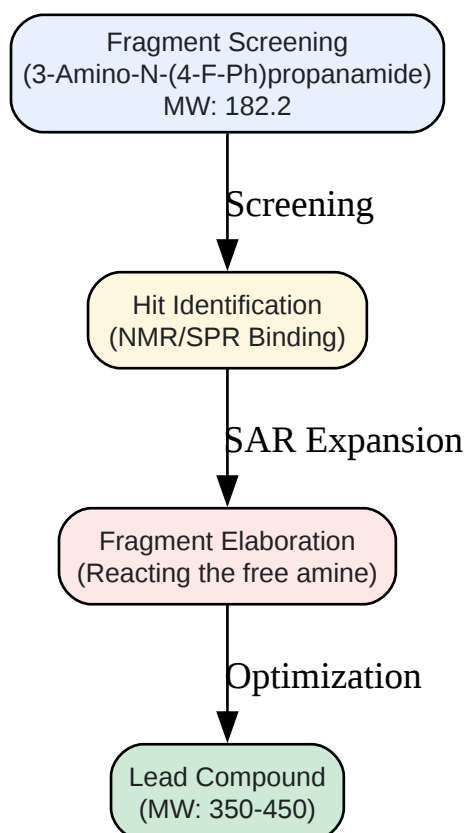 Fragment Screening
(3-Amino-N-(4-F-Ph)propanamide)
MW: 182.2
Screening
Hit Identification
(NMR/SPR Binding)
SAR Expansion
Fragment Elaboration
(Reacting the free amine)
Optimization
Lead Compound
(MW: 350-450)